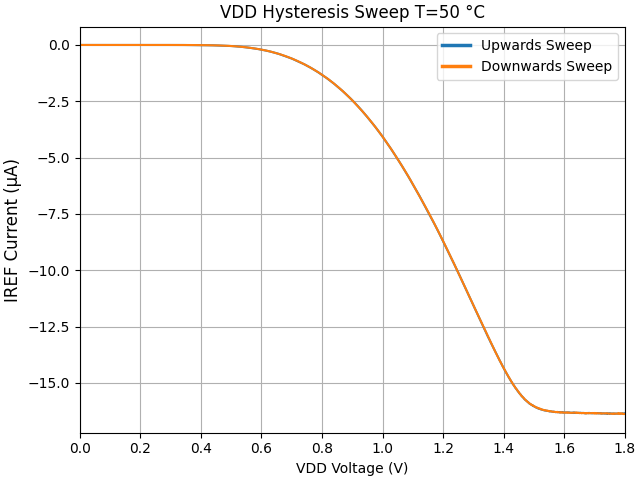 VDD Hysteresis Sweep T=50 °C
Upwards Sweep
Downwards Sweep
IREF Current (μA)
0.0
−2.5
−5.0
−7.5
−10.0
−12.5
−15.0
0.0 0.2 0.4 0.6 0.8 1.0 1.2 1.4 1.6 1.8
VDD Voltage (V)